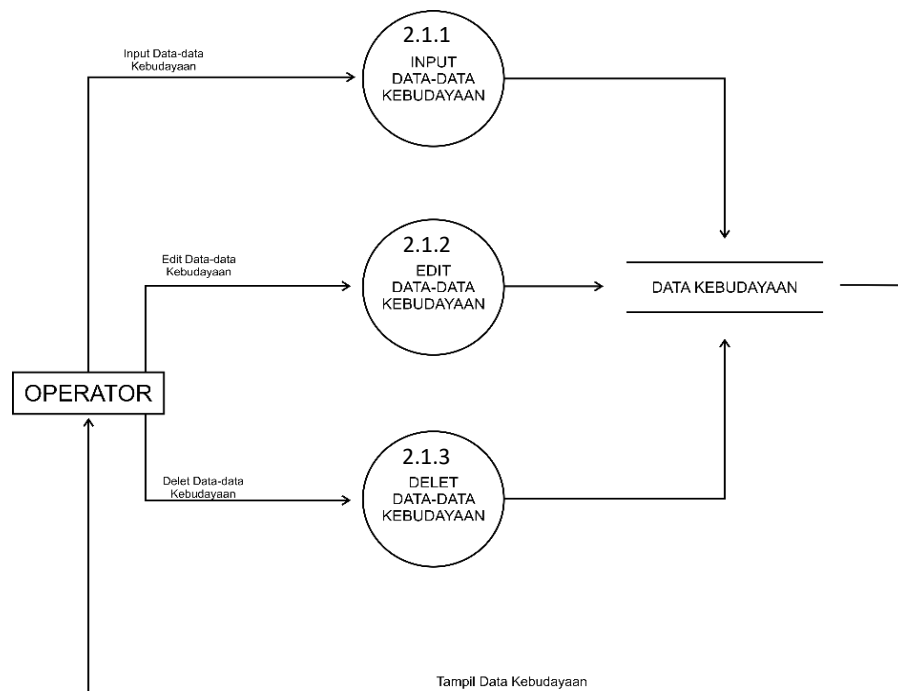 2.1.1
INPUT
DATA-DATA
KEBUDAYAAN
Input Data-data
Kebudayaan
2.1.2
EDIT
DATA-DATA
KEBUDAYAAN
Edit Data-data
Kebudayaan
DATA KEBUDAYAAN
OPERATOR
2.1.3
DELET
DATA-DATA
KEBUDAYAAN
Delet Data-data
Kebudayaan
Tampil Data Kebudayaan